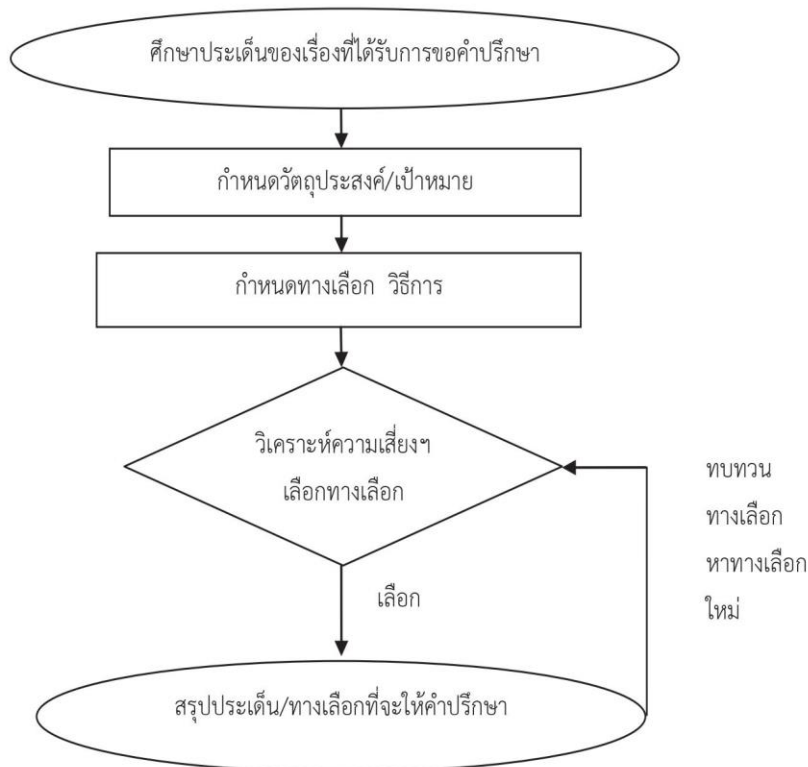 ศึกษาประเด็นของเรื่องที่ได้รับการขอคำปรึกษา
กำหนดวัตถุประสงค์/เป้าหมาย
กำหนดทางเลือก วิธีการ
วิเคราะห์ความเสี่ยงฯ
เลือกทางเลือก
ทบทวน
ทางเลือก
หาทางเลือก
ใหม่
เลือก
สรุปประเด็น/ทางเลือกที่จะให้คำปรึกษา